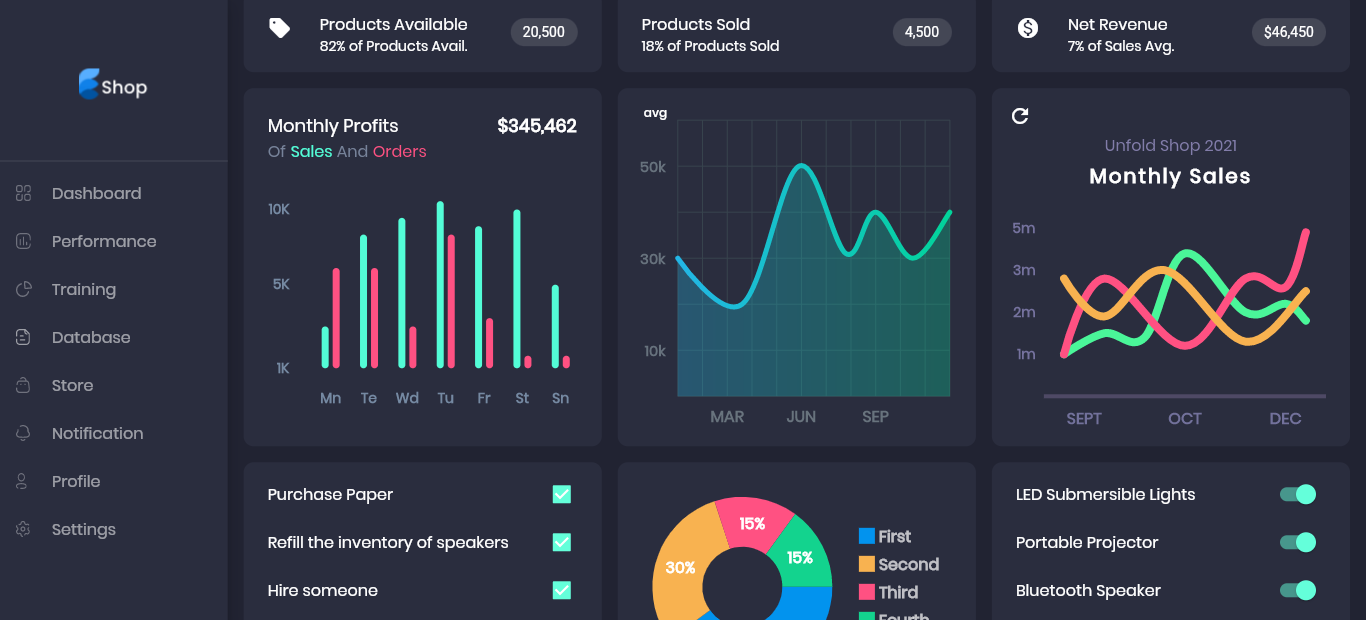 Shop
Dashboard
Performance
Training
Database
Store
Notification
Profile
Settings
Products Available
82% of Products Avail.
20,500
Products Sold
18% of Products Sold
4,500
Net Revenue
7% of Sales Avg.
$46,450
Monthly Profits
$345,462
Of Sales And Orders
10K
5K
1K
Mn Te Wd Tu Fr St Sn
avg
50k
30k
10k
MAR JUN SEP
Unfold Shop 2021
Monthly Sales
5m
3m
2m
1m
SEPT OCT DEC
Purchase Paper
Refill the inventory of speakers
Hire someone
15%
15%
30%
First
Second
Third
Fourth
LED Submersible Lights
Portable Projector
Bluetooth Speaker